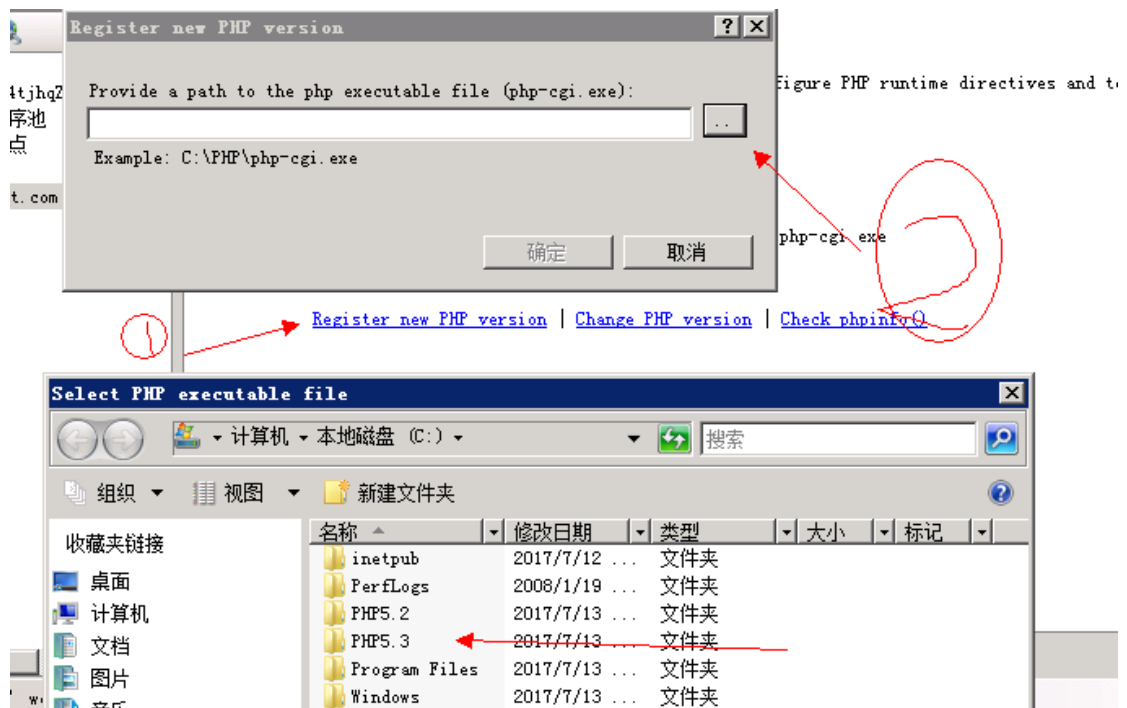 Register new PHP version
Provide a path to the php executable file (php-cgi.exe):
..
Example: C:\PHP\php-cgi.exe
确定
取消
4tjhqZ
序池
点
t.com
figure PHP runtime directives and t
php-cgi exe
1
2
Register new PHP version | Change PHP version | Check phpinfo()
Select PHP executable file
计算机
本地磁盘 (C:)
搜索
组织
视图
新建文件夹
收藏夹链接
桌面
计算机
文档
图片
音乐
名称
修改日期
类型
大小
标记
inetpub
2017/7/12 ...
文件夹
PerfLogs
2008/1/19 ...
文件夹
PHP5.2
2017/7/13 ...
文件夹
PHP5.3
2017/7/13 ...
文件夹
Program Files
2017/7/13 ...
文件夹
Windows
2017/7/13 ...
文件夹